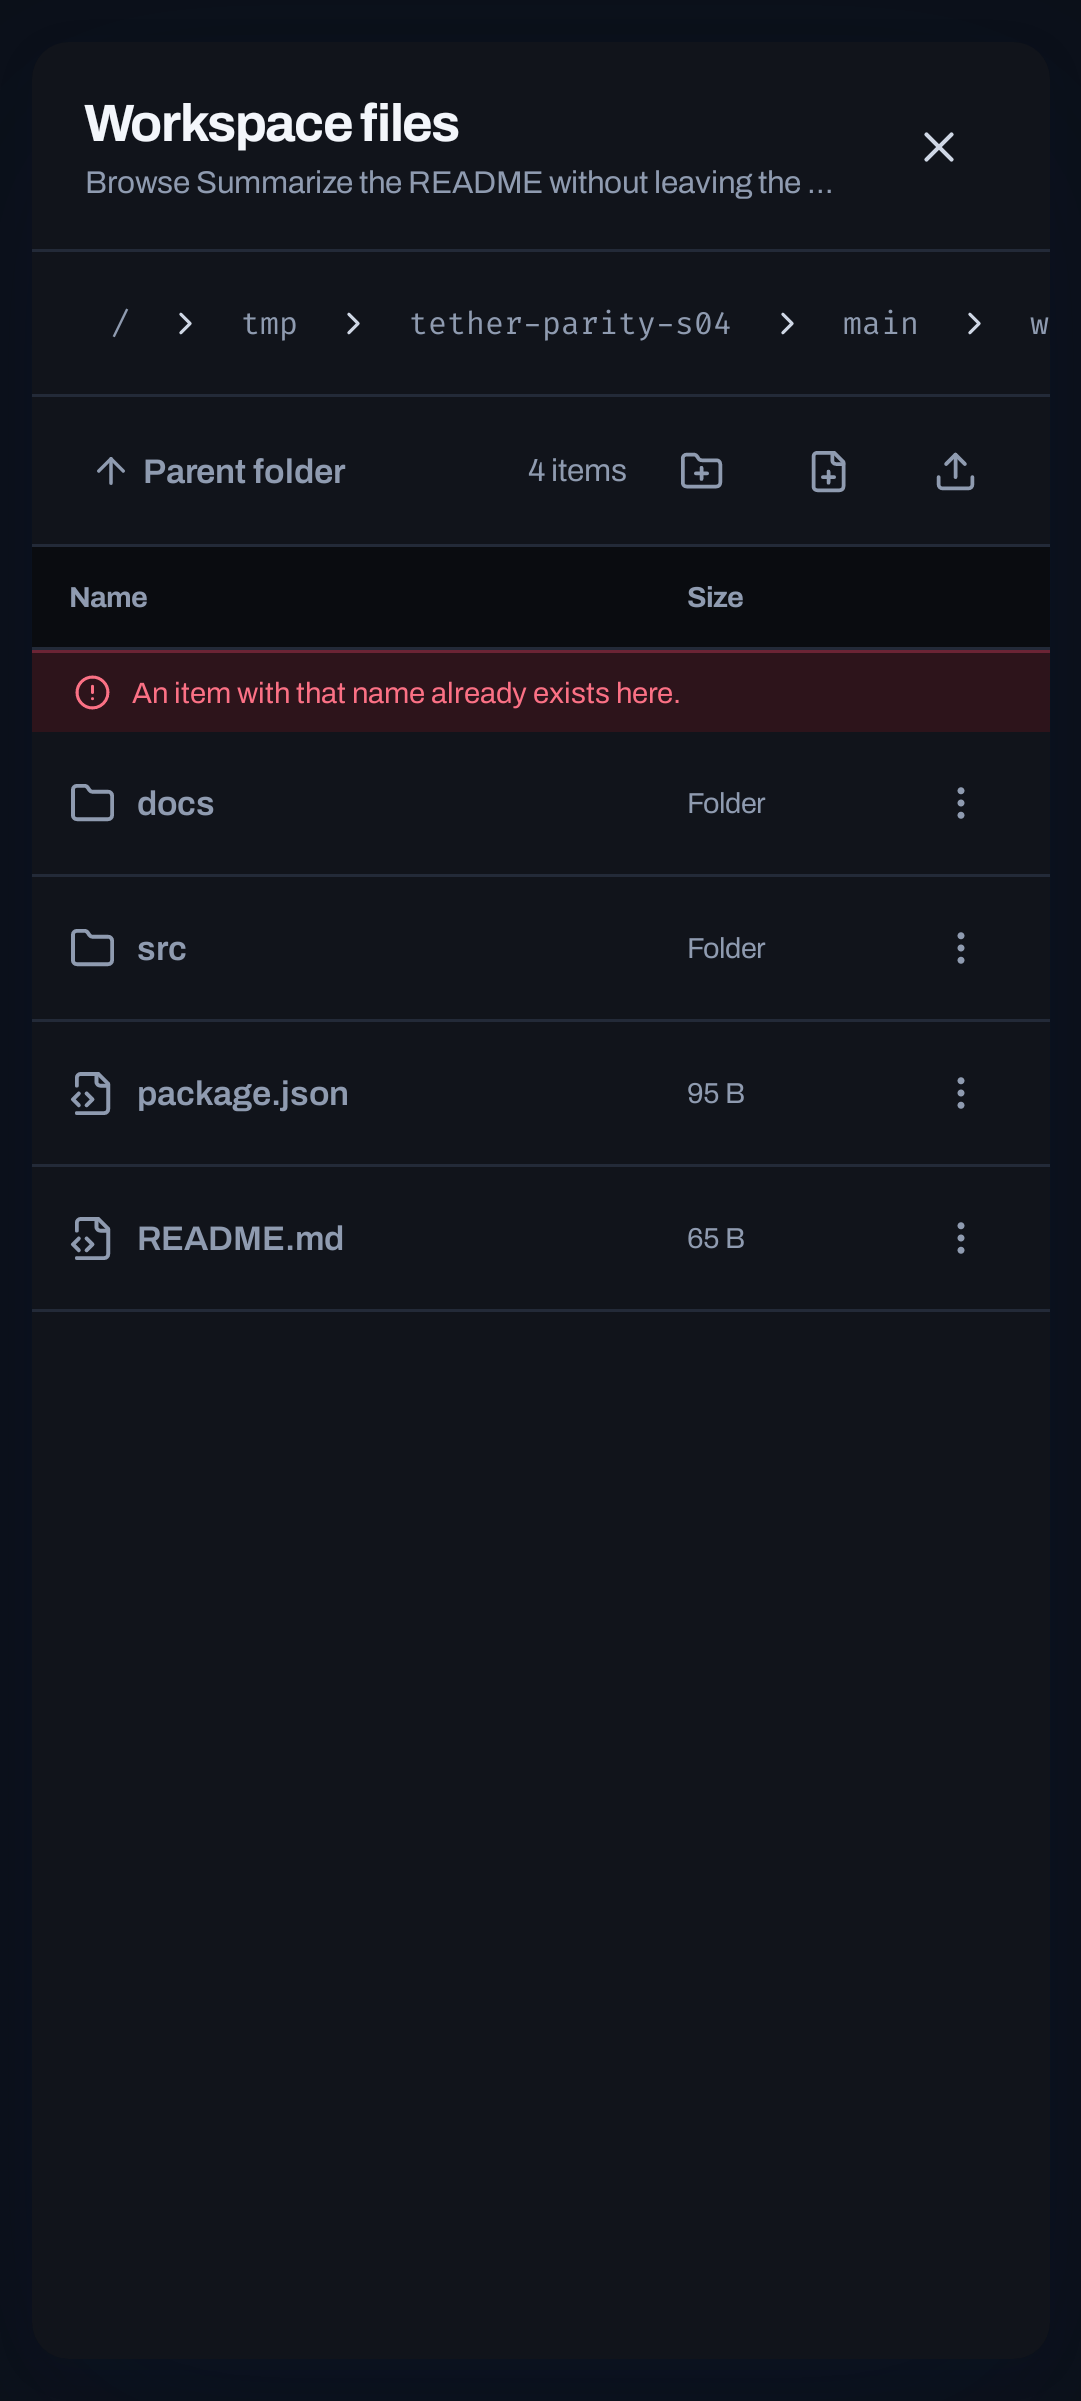 Workspace files
Browse Summarize the README without leaving the ...
/ > tmp > tether-parity-s04 > main > w
Parent folder 4 items
Name Size
An item with that name already exists here.
docs Folder
src Folder
package.json 95 B
README.md 65 B